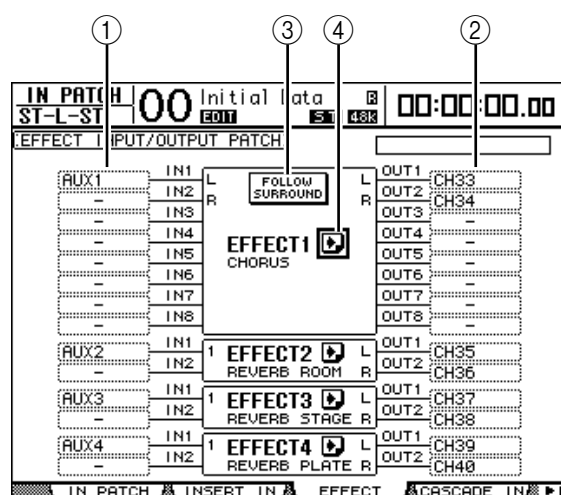 ① ③ ④ ②
IN PATCH 00 Initial Data B 00:00:00.00
ST-L-ST EDIT ST 48k
EFFECT INPUT/OUTPUT PATCH
AUX1 IN1 L FOLLOW SURROUND L OUT1 CH33
- IN2 R R OUT2 CH34
- IN3 OUT3 -
- IN4 EFFECT1 OUT4 -
- IN5 CHORUS OUT5 -
- IN6 OUT6 -
- IN7 OUT7 -
- IN8 OUT8 -
AUX2 IN1 1 EFFECT2 L OUT1 CH35
- IN2 REVERB ROOM R OUT2 CH36
AUX3 IN1 1 EFFECT3 L OUT1 CH37
- IN2 REVERB STAGE R OUT2 CH38
AUX4 IN1 1 EFFECT4 L OUT1 CH39
- IN2 REVERB PLATE R OUT2 CH40
IN PATCH INSERT IN EFFECT CASCADE IN